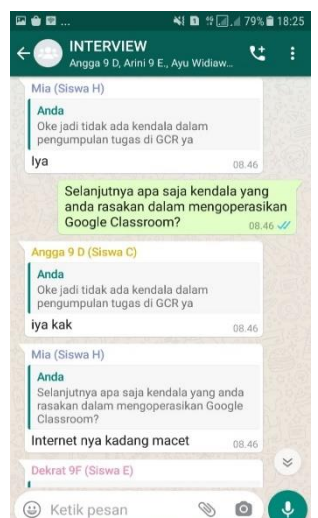 79% 18:25
INTERVIEW
Angga 9 D, Arini 9 E., Ayu Widiaw...
Mia (Siswa H)
Anda
Oke jadi tidak ada kendala dalam
pengumpulan tugas di GCR ya
Iya 08.46
Selanjutnya apa saja kendala yang
anda rasakan dalam mengoperasikan
Google Classroom? 08.46
Angga 9 D (Siswa C)
Anda
Oke jadi tidak ada kendala dalam
pengumpulan tugas di GCR ya
iya kak 08.46
Mia (Siswa H)
Anda
Selanjutnya apa saja kendala yang anda
rasakan dalam mengoperasikan Google
Classroom?
Internet nya kadang macet 08.46
Dekrat 9F (Siswa E)
Ketik pesan